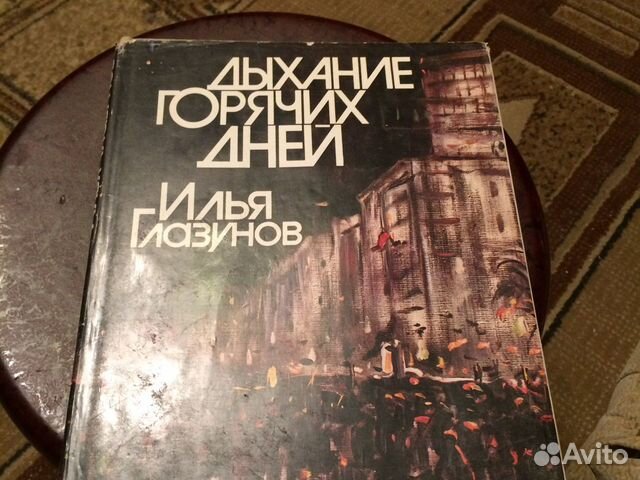 ДЫХАНИЕ
ГОРЯЧИХ
ДНЕЙ
ИЛЬЯ
ГЛАЗУНОВ
Avito